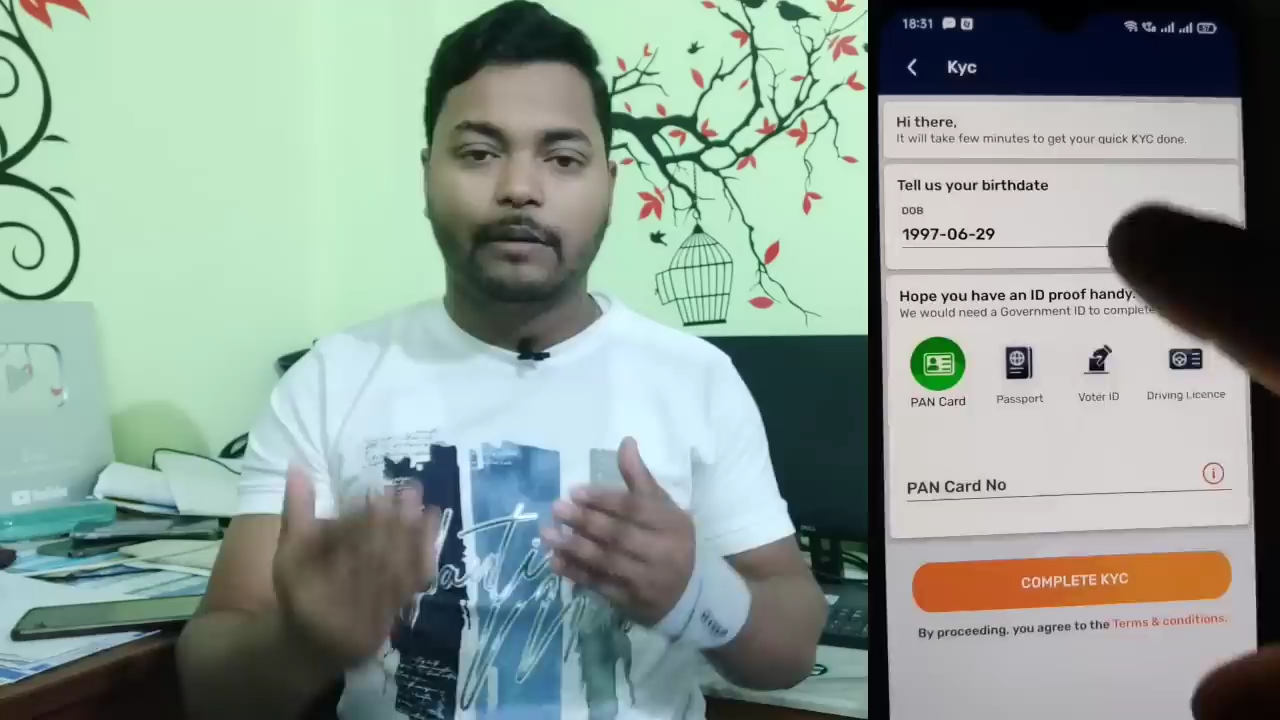 18:31
Kyc
Hi there,
It will take few minutes to get your quick KYC done.
Tell us your birthdate
DOB
1997-06-29
Hope you have an ID proof handy.
We would need a Government ID to complete
PAN Card
Passport
Voter ID
Driving Licence
PAN Card No
COMPLETE KYC
By proceeding, you agree to the Terms & conditions.